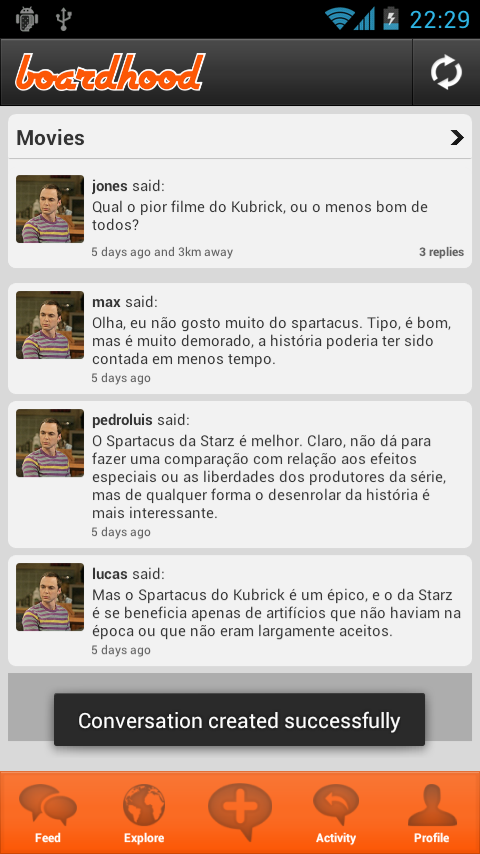 22:29
boardhood
Movies
jones said:
Qual o pior filme do Kubrick, ou o menos bom de
todos?
5 days ago and 3km away
3 replies
max said:
Olha, eu não gosto muito do spartacus. Tipo, é bom,
mas é muito demorado, a história poderia ter sido
contada em menos tempo.
5 days ago
pedroluis said:
O Spartacus da Starz é melhor. Claro, não dá para
fazer uma comparação com relação aos efeitos
especiais ou as liberdades dos produtores da série,
mas de qualquer forma o desenrolar da história é
mais interessante.
5 days ago
lucas said:
Mas o Spartacus do Kubrick é um épico, e o da Starz
é se beneficia apenas de artifícios que não haviam na
época ou que não eram largamente aceitos.
5 days ago
Conversation created successfully
Feed
Explore
Activity
Profile